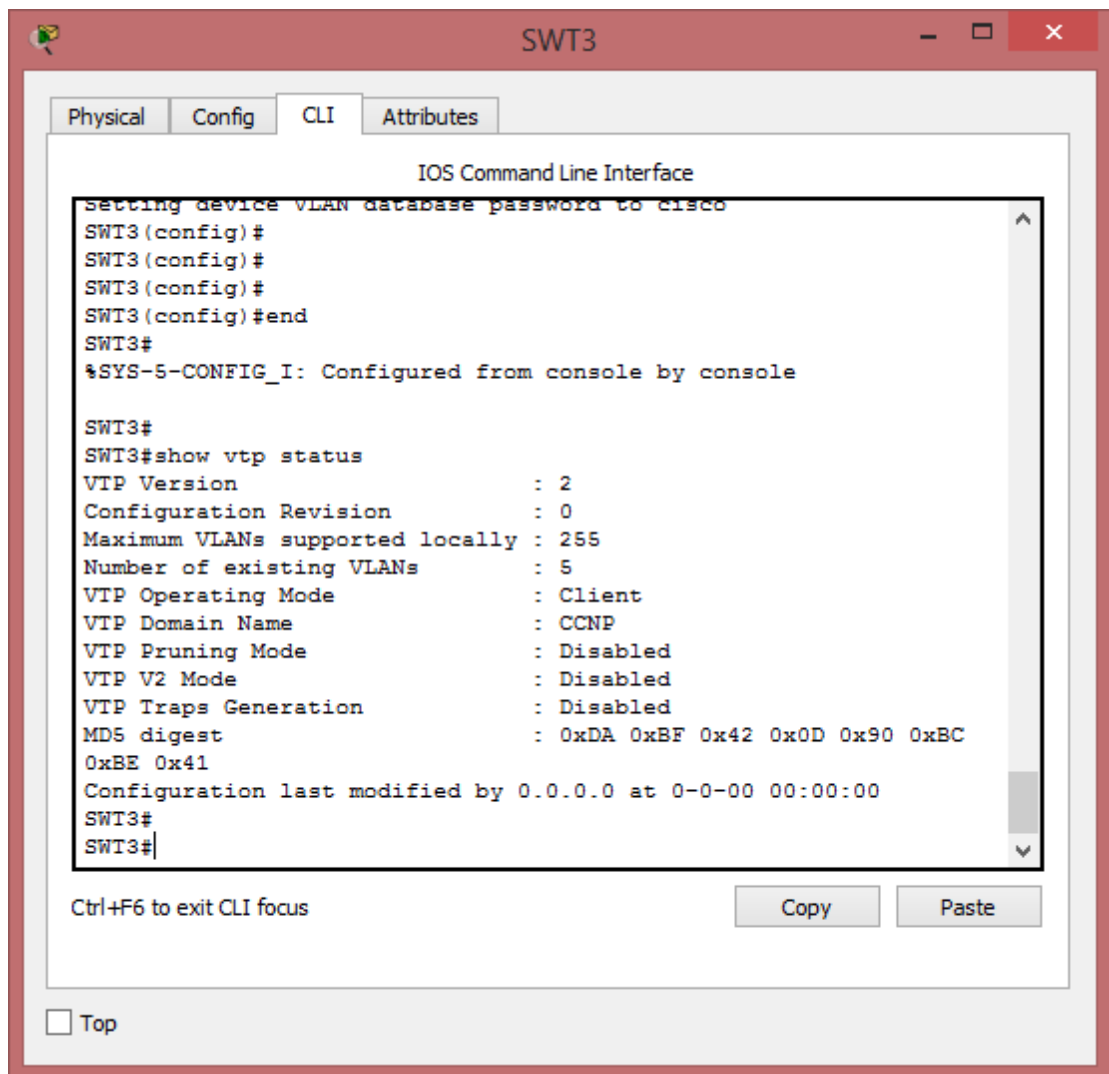 SWT3
Physical Config CLI Attributes
IOS Command Line Interface
Setting device VLAN database password to cisco
SWT3(config)#
SWT3(config)#
SWT3(config)#
SWT3(config)#end
SWT3#
%SYS-5-CONFIG_I: Configured from console by console
SWT3#
SWT3#show vtp status
VTP Version : 2
Configuration Revision : 0
Maximum VLANs supported locally : 255
Number of existing VLANs : 5
VTP Operating Mode : Client
VTP Domain Name : CCNP
VTP Pruning Mode : Disabled
VTP V2 Mode : Disabled
VTP Traps Generation : Disabled
MD5 digest : 0xDA 0xBF 0x42 0x0D 0x90 0xBC
0xBE 0x41
Configuration last modified by 0.0.0.0 at 0-0-00 00:00:00
SWT3#
SWT3#
Ctrl+F6 to exit CLI focus Copy Paste
Top